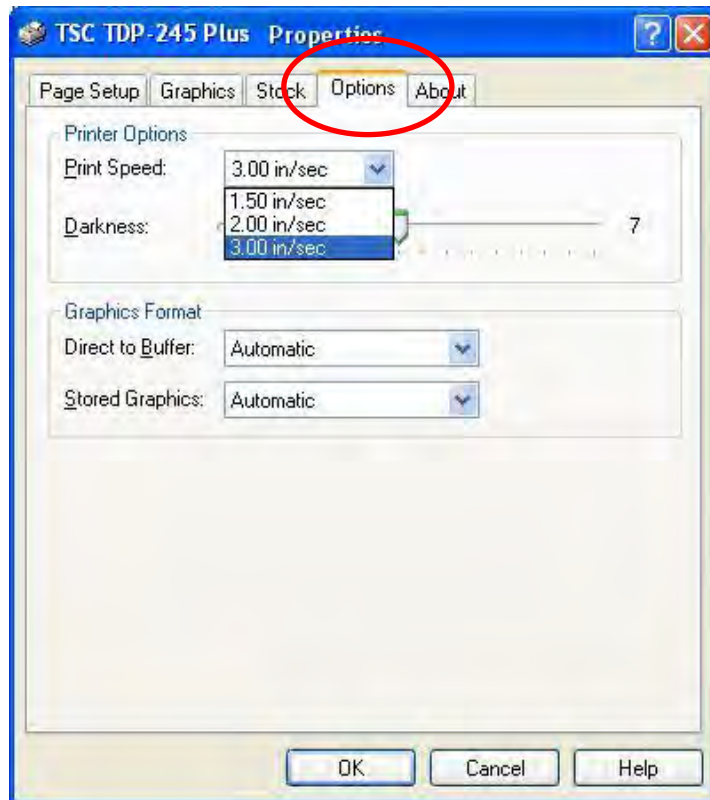 TSC TDP-245 Plus Properties
Page Setup Graphics Stock Options About
Printer Options
Print Speed: 3.00 in/sec
1.50 in/sec
Darkness: 2.00 in/sec 7
3.00 in/sec
Graphics Format
Direct to Buffer: Automatic
Stored Graphics: Automatic
OK Cancel Help